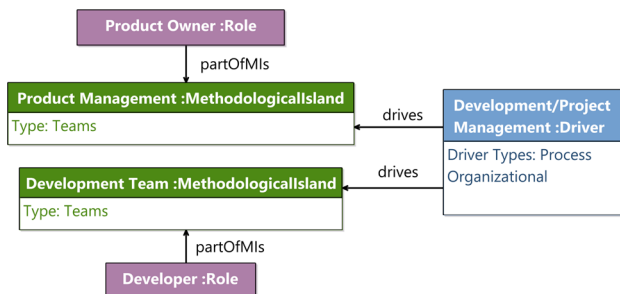 Product Owner :Role
partOfMIs
Product Management :MethodologicalIsland
Type: Teams
drives
Development/Project
Management :Driver
Driver Types: Process
Organizational
drives
Development Team :MethodologicalIsland
Type: Teams
partOfMIs
Developer :Role